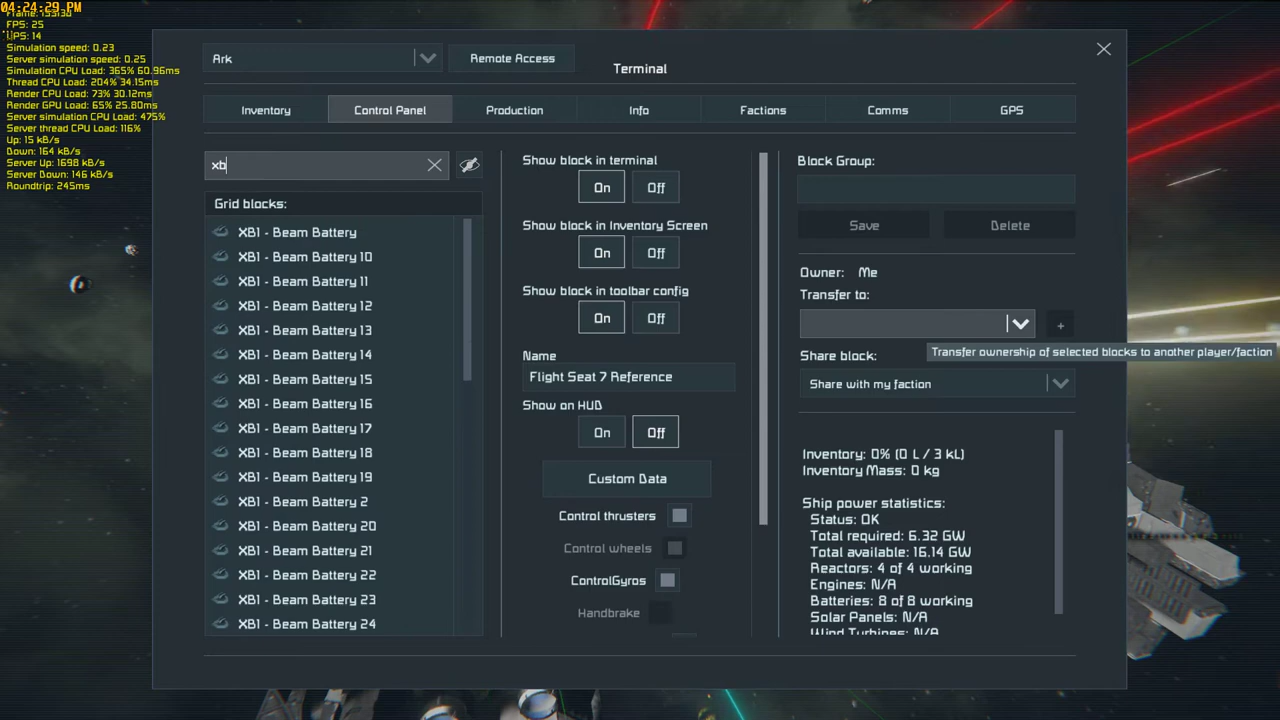 04:24:29 PM
FPS: 25
UPS: 14
Simulation speed: 0.23
Server simulation speed: 0.25
Simulation CPU Load: 365% 60.96ms
Thread CPU Load: 204% 34.15ms
Render CPU Load: 73% 30.12ms
Render GPU Load: 65% 25.80ms
Server simulation CPU Load: 475%
Server thread CPU Load: 116%
Up: 15 kB/s
Down: 164 kB/s
Server Up: 1698 kB/s
Server Down: 146 kB/s
Roundtrip: 245ms
Ark
Remote Access
Terminal
Inventory
Control Panel
Production
Info
Factions
Comms
GPS
xb
Grid blocks:
XB1 - Beam Battery
XB1 - Beam Battery 10
XB1 - Beam Battery 11
XB1 - Beam Battery 12
XB1 - Beam Battery 13
XB1 - Beam Battery 14
XB1 - Beam Battery 15
XB1 - Beam Battery 16
XB1 - Beam Battery 17
XB1 - Beam Battery 18
XB1 - Beam Battery 19
XB1 - Beam Battery 2
XB1 - Beam Battery 20
XB1 - Beam Battery 21
XB1 - Beam Battery 22
XB1 - Beam Battery 23
XB1 - Beam Battery 24
Show block in terminal
On Off
Show block in Inventory Screen
On Off
Show block in toolbar config
On Off
Name
Flight Seat 7 Reference
Show on HUD
On Off
Custom Data
Control thrusters
Control wheels
ControlGyros
Handbrake
Block Group:
Save Delete
Owner: Me
Transfer to:
+
Transfer ownership of selected blocks to another player/faction
Share block:
Share with my faction
Inventory: 0% (0 L / 3 kL)
Inventory Mass: 0 kg
Ship power statistics:
Status: OK
Total required: 6.32 GW
Total available: 16.14 GW
Reactors: 4 of 4 working
Engines: N/A
Batteries: 8 of 8 working
Solar Panels: N/A
Wind Turbines: N/A